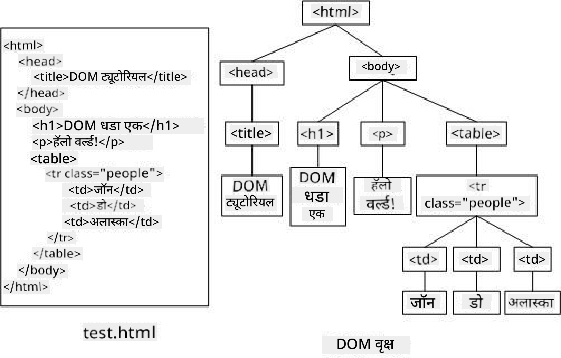 <html>
<head>
<title>DOM ट्यूटोरियल</title>
</head>
<body>
<h1>DOM धडा एक</h1>
<p>हॅलो वर्ल्ड!</p>
<table>
<tr class="people">
<td>जॉन</td>
<td>डो</td>
<td>अलास्का</td>
</tr>
</table>
</body>
</html>
test.html
<html>
<head>
<body>
<title>
<h1>
<p>
<table>
DOM
ट्यूटोरियल
DOM
धडा
एक
हॅलो
वर्ल्ड!
<tr
class="people">
<td>
<td>
<td>
जॉन
डो
अलास्का
DOM वृक्ष